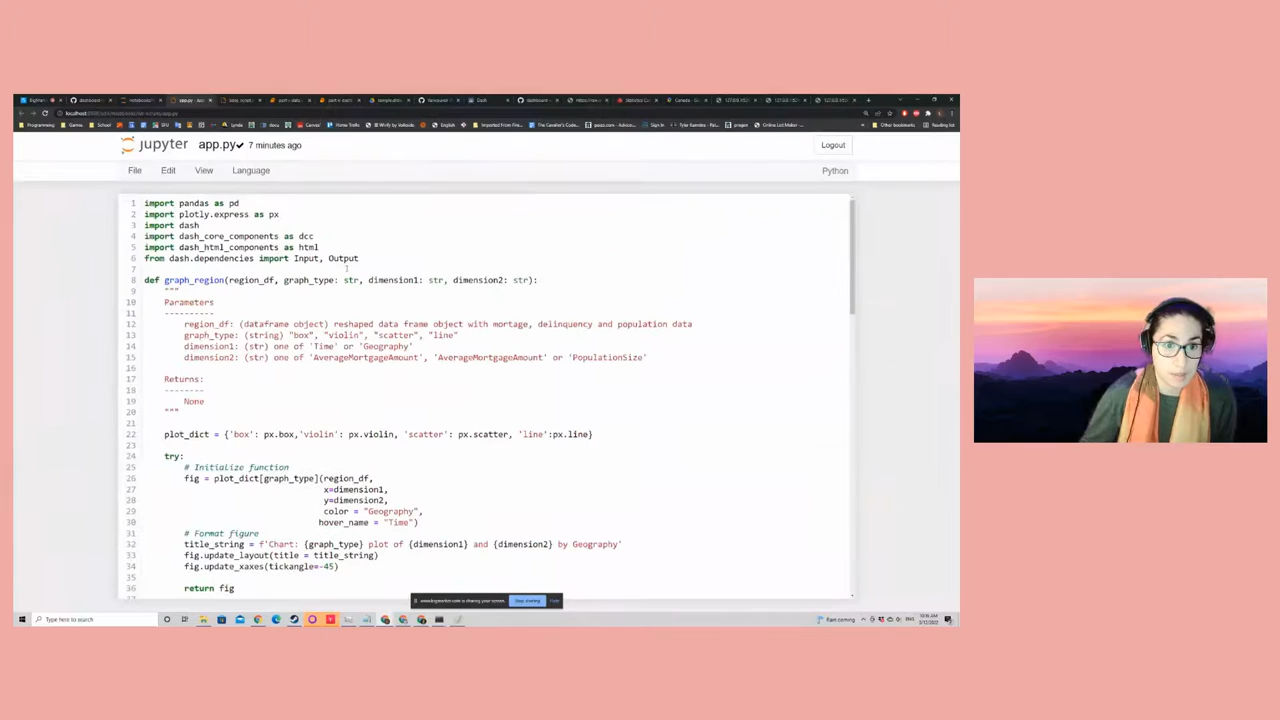 jupyter app.py✔ 7 minutes ago Logout
File Edit View Language Python
1 import pandas as pd
2 import plotly.express as px
3 import dash
4 import dash_core_components as dcc
5 import dash_html_components as html
6 from dash.dependencies import Input, Output
7
8 def graph_region(region_df, graph_type: str, dimension1: str, dimension2: str):
9 """
10 Parameters
11 ----------
12 region_df: (dataframe object) reshaped data frame object with mortage, delinquency and population data
13 graph_type: (string) "box", "violin", "scatter", "line"
14 dimension1: (str) one of 'Time' or 'Geography'
15 dimension2: (str) one of 'AverageMortgageAmount', 'AverageMortgageAmount' or 'PopulationSize'
16
17 Returns:
18 --------
19 None
20 """
21
22 plot_dict = {'box': px.box,'violin': px.violin, 'scatter': px.scatter, 'line':px.line}
23
24 try:
25 # Initialize function
26 fig = plot_dict[graph_type](region_df,
27 x=dimension1,
28 y=dimension2,
29 color = "Geography",
30 hover_name = "Time")
31 # Format figure
32 title_string = f'Chart: {graph_type} plot of {dimension1} and {dimension2} by Geography'
33 fig.update_layout(title = title_string)
34 fig.update_xaxes(tickangle=-45)
35
36 return fig
Stop sharing Hide
Type here to search Rain coming